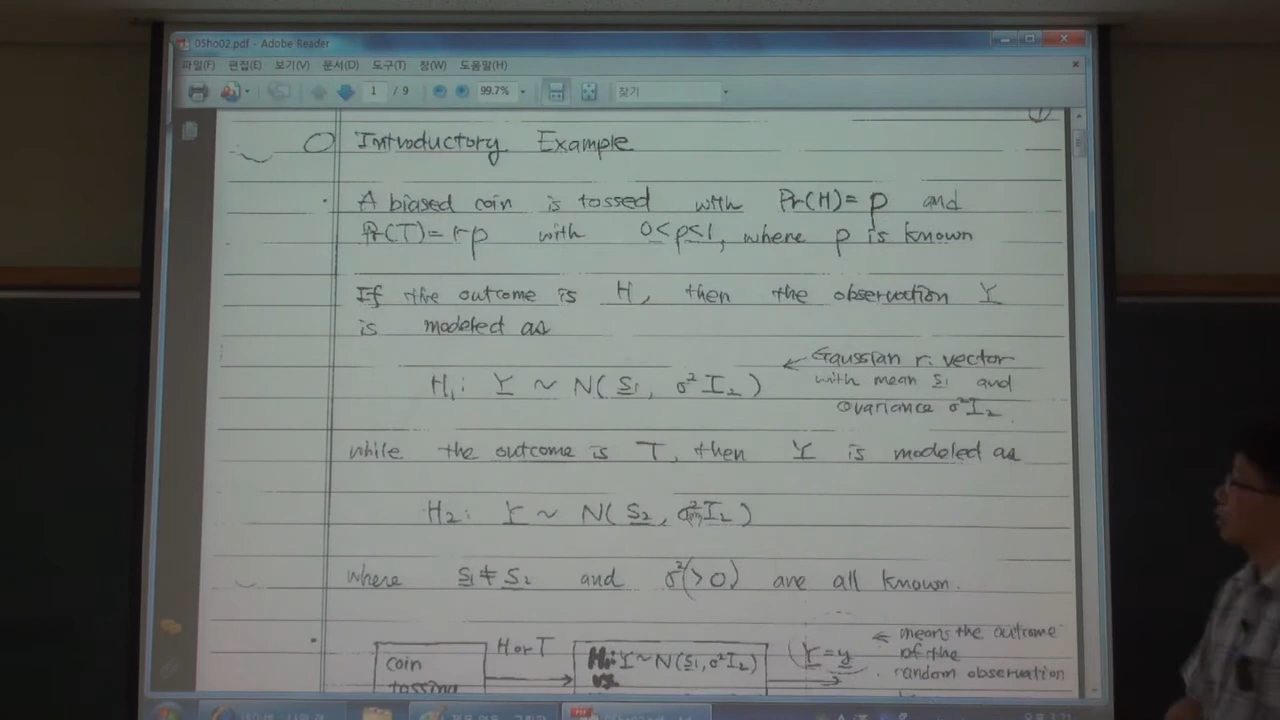 05ho02.pdf - Adobe Reader
파일(F) 편집(E) 보기(V) 문서(D) 도구(T) 창(W) 도움말(H)
1 / 9 99.7% 찾기
1
Introductory Example
A biased coin is tossed with Pr(H)=p and
Pr(T)=1-p with 0≤p≤1, where p is known
If the outcome is H, then the observation Y
is modeled as
H1: Y ~ N(S1, σ²I2) ← Gaussian r. vector
with mean S1 and
covariance σ²I2.
while the outcome is T, then Y is modeled as
H2: Y ~ N(S2, σ²I2)
where S1≠S2 and σ²(>0) are all known.
coin tossing H or T → H1: Y~N(S1, σ²I2) vs. Y=y ← means the outcome
of the
random observation